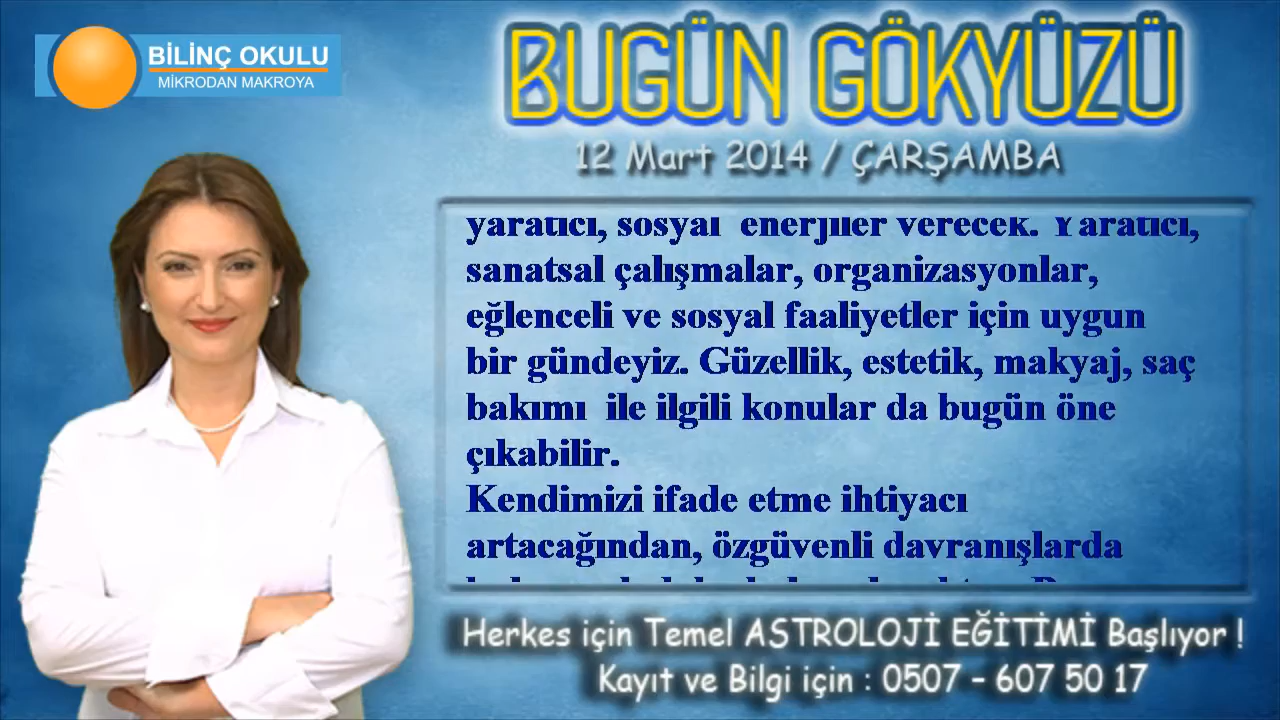 BİLİNÇ OKULU
MİKRODAN MAKROYA
BUGÜN GÖKYÜZÜ
12 Mart 2014 / ÇARŞAMBA
yaratıcı, sosyal enerjiler verecek. Yaratıcı,
sanatsal çalışmalar, organizasyonlar,
eğlenceli ve sosyal faaliyetler için uygun
bir gündeyiz. Güzellik, estetik, makyaj, saç
bakımı ile ilgili konular da bugün öne
çıkabilir.
Kendimizi ifade etme ihtiyacı
artacağından, özgüvenli davranışlarda
Herkes için Temel ASTROLOJİ EĞİTİMİ Başlıyor !
Kayıt ve Bilgi için : 0507 – 607 50 17